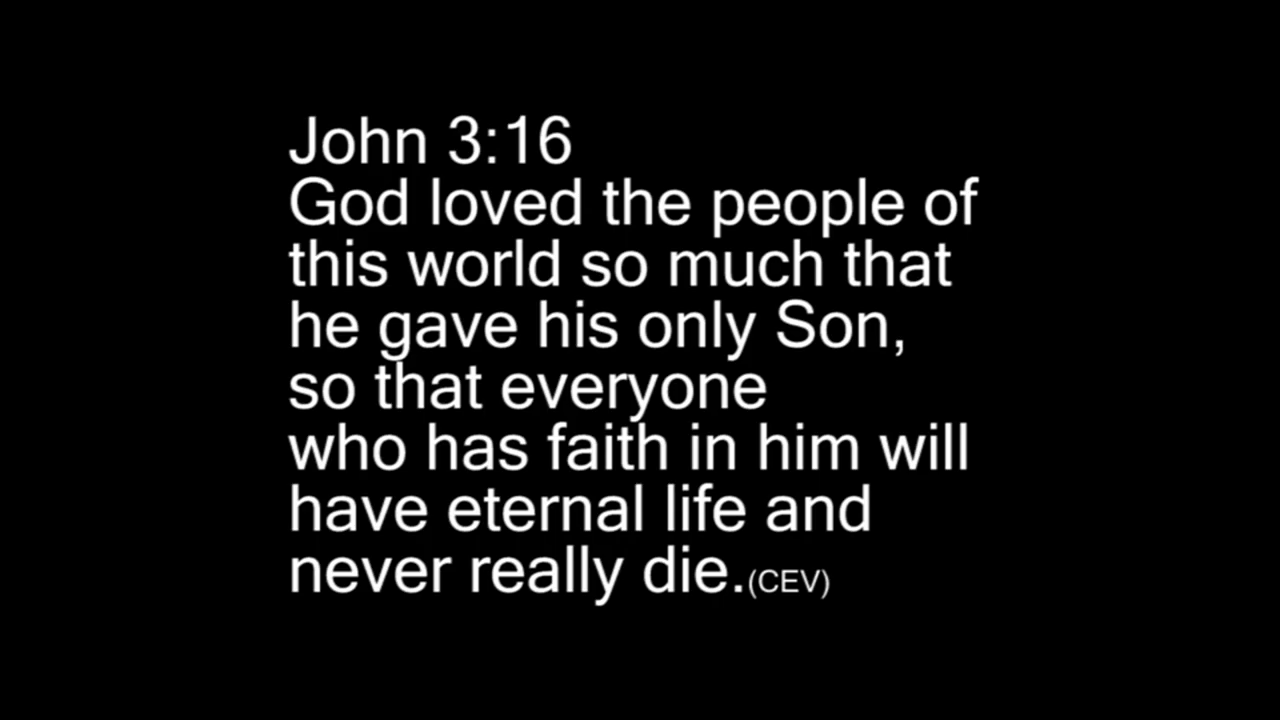 John 3:16
God loved the people of
this world so much that
he gave his only Son,
so that everyone
who has faith in him will
have eternal life and
never really die.(CEV)